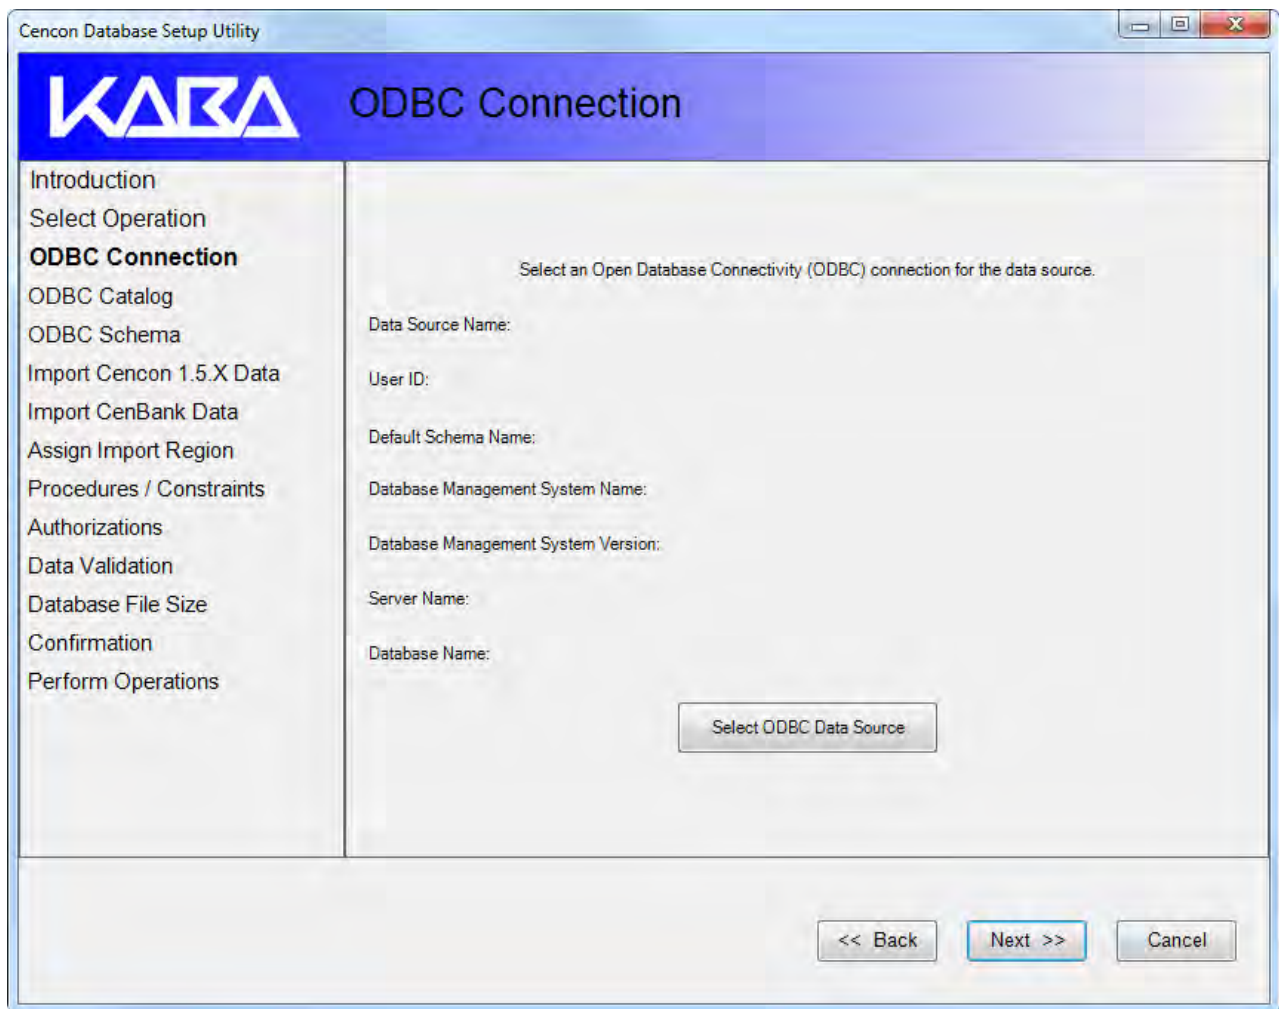 Cencon Database Setup Utility
KABA
ODBC Connection
Introduction
Select Operation
ODBC Connection
ODBC Catalog
ODBC Schema
Import Cencon 1.5.X Data
Import CenBank Data
Assign Import Region
Procedures / Constraints
Authorizations
Data Validation
Database File Size
Confirmation
Perform Operations
Select an Open Database Connectivity (ODBC) connection for the data source.
Data Source Name:
User ID:
Default Schema Name:
Database Management System Name:
Database Management System Version:
Server Name:
Database Name:
Select ODBC Data Source
<< Back
Next >>
Cancel